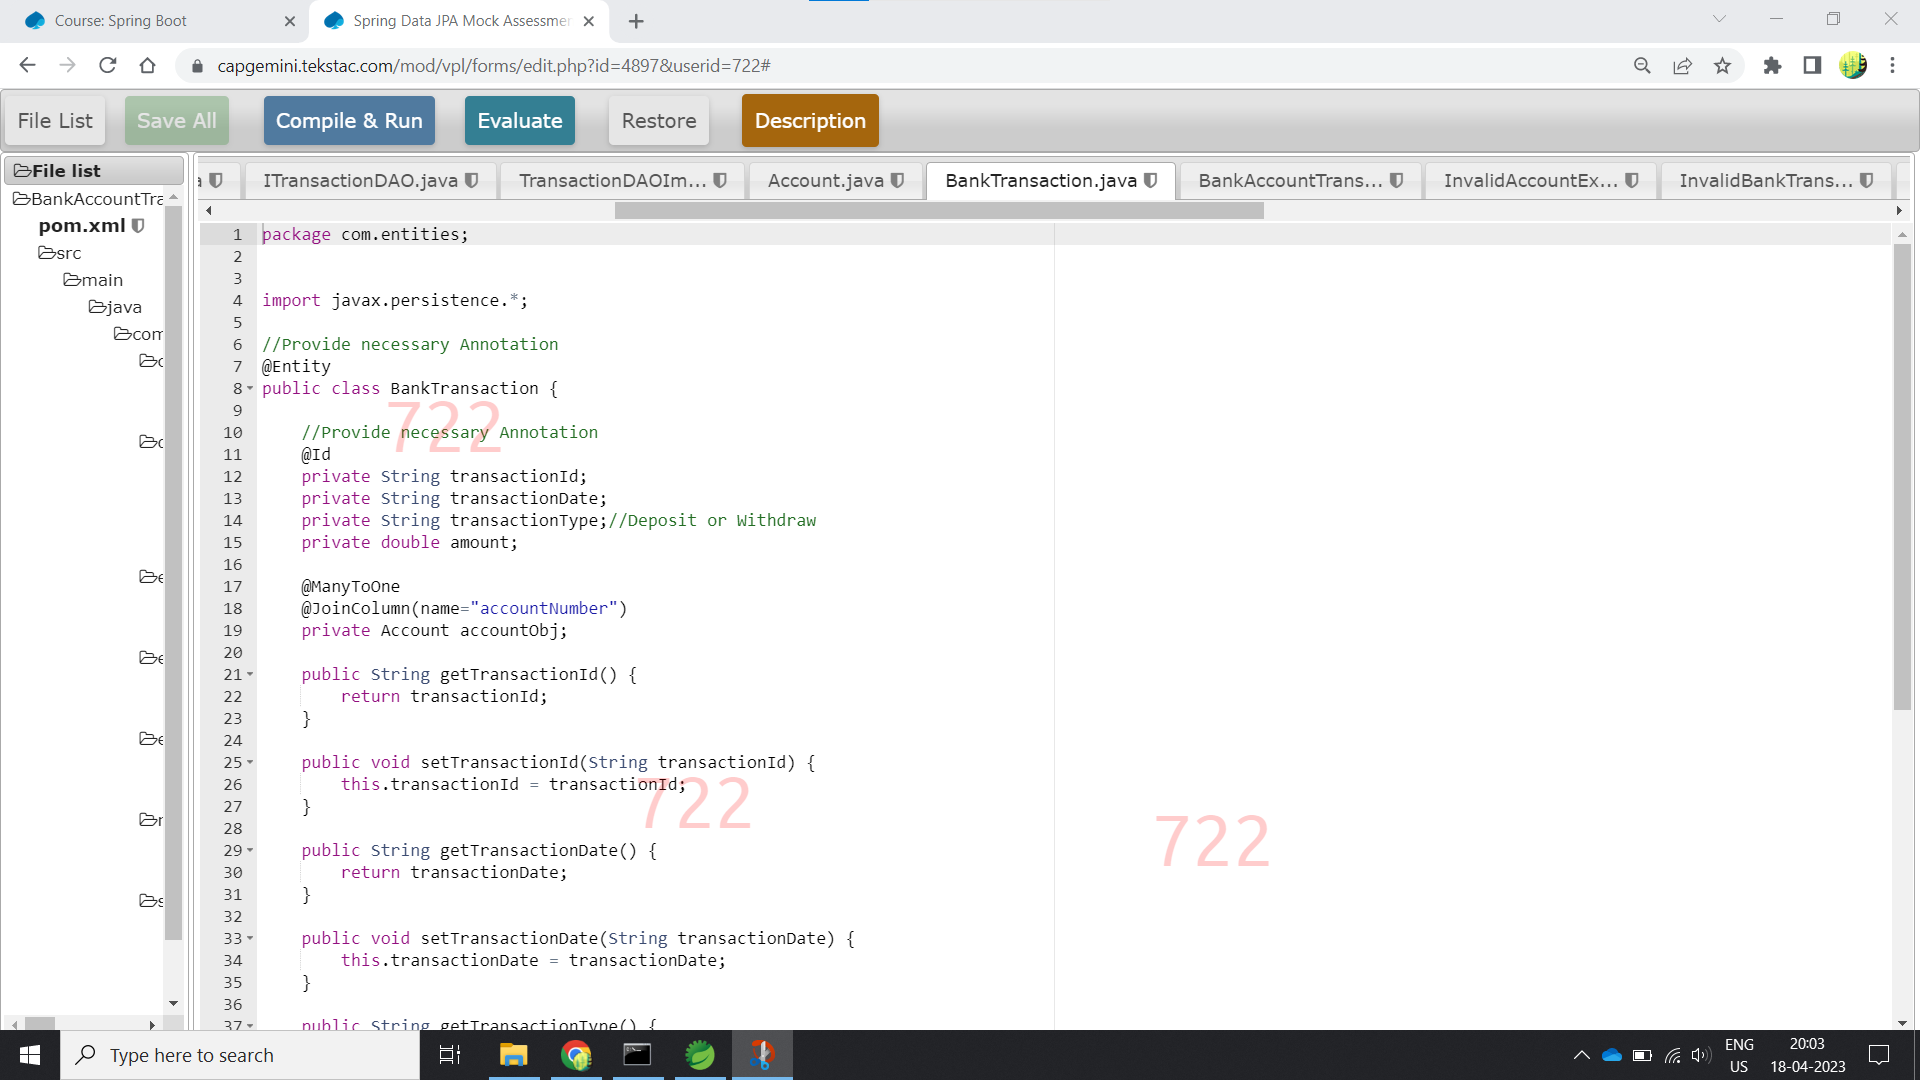 Course: Spring Boot
Spring Data JPA Mock Assessmen
capgemini.tekstac.com/mod/vpl/forms/edit.php?id=4897&userid=722#
File List
Save All
Compile & Run
Evaluate
Restore
Description
File list
BankAccountTra
pom.xml
src
main
java
com
a
ITransactionDAO.java
TransactionDAOIm...
Account.java
BankTransaction.java
BankAccountTrans...
InvalidAccountEx...
InvalidBankTrans...
1 package com.entities;
2
3
4 import javax.persistence.*;
5
6 //Provide necessary Annotation
7 @Entity
8 public class BankTransaction {
9
10 //Provide necessary Annotation
11 @Id
12 private String transactionId;
13 private String transactionDate;
14 private String transactionType;//Deposit or Withdraw
15 private double amount;
16
17 @ManyToOne
18 @JoinColumn(name="accountNumber")
19 private Account accountObj;
20
21 public String getTransactionId() {
22 return transactionId;
23 }
24
25 public void setTransactionId(String transactionId) {
26 this.transactionId = transactionId;
27 }
28
29 public String getTransactionDate() {
30 return transactionDate;
31 }
32
33 public void setTransactionDate(String transactionDate) {
34 this.transactionDate = transactionDate;
35 }
36
37 public String getTransactionType() {
722
722
722
Type here to search
ENG
US
20:03
18-04-2023